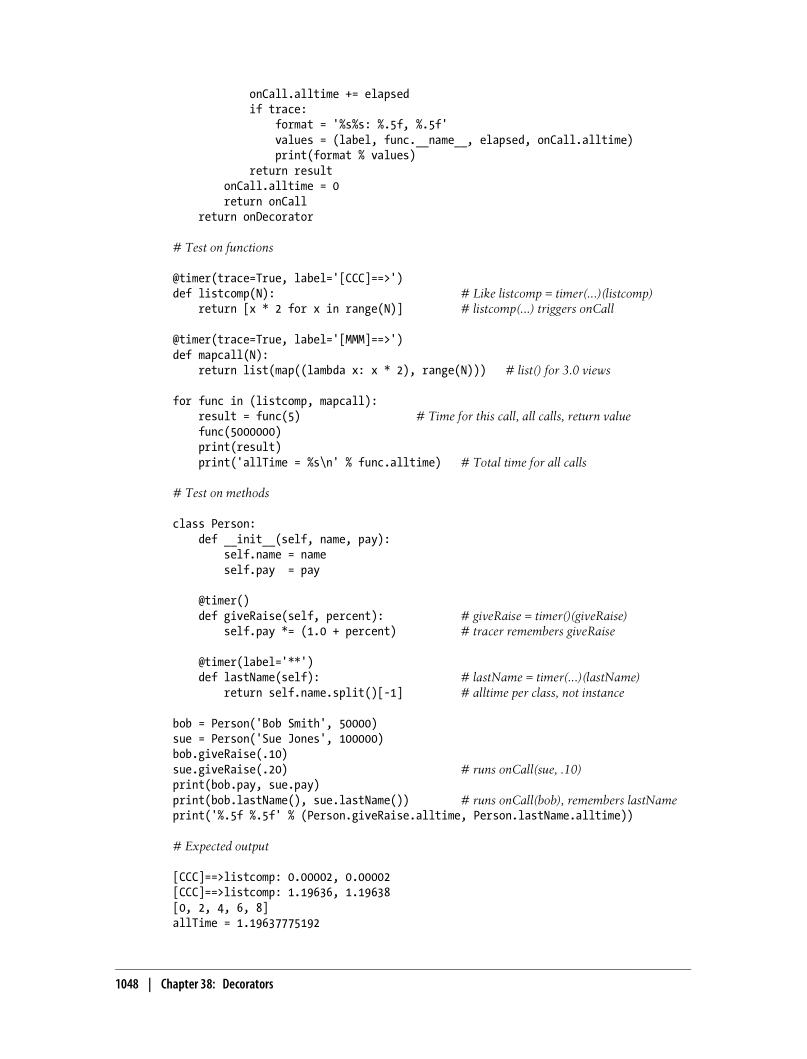 onCall.alltime += elapsed
            if trace:
                format = '%s%s: %.5f, %.5f'
                values = (label, func.__name__, elapsed, onCall.alltime)
                print(format % values)
            return result
        onCall.alltime = 0
        return onCall
    return onDecorator
# Test on functions
@timer(trace=True, label='[CCC]==>')
def listcomp(N):                             # Like listcomp = timer(...)(listcomp)
    return [x * 2 for x in range(N)]         # listcomp(...) triggers onCall
@timer(trace=True, label='[MMM]==>')
def mapcall(N):
    return list(map((lambda x: x * 2), range(N)))   # list() for 3.0 views
for func in (listcomp, mapcall):
    result = func(5)                  # Time for this call, all calls, return value
    func(5000000)
    print(result)
    print('allTime = %s\n' % func.alltime)   # Total time for all calls
# Test on methods
class Person:
    def __init__(self, name, pay):
        self.name = name
        self.pay  = pay
    @timer()
    def giveRaise(self, percent):            # giveRaise = timer()(giveRaise)
        self.pay *= (1.0 + percent)          # tracer remembers giveRaise
    @timer(label='**')
    def lastName(self):                      # lastName = timer(...)(lastName)
        return self.name.split()[-1]         # alltime per class, not instance
bob = Person('Bob Smith', 50000)
sue = Person('Sue Jones', 100000)
bob.giveRaise(.10)
sue.giveRaise(.20)                           # runs onCall(sue, .10)
print(bob.pay, sue.pay)
print(bob.lastName(), sue.lastName())        # runs onCall(bob), remembers lastName
print('%.5f %.5f' % (Person.giveRaise.alltime, Person.lastName.alltime))
# Expected output
[CCC]==>listcomp: 0.00002, 0.00002
[CCC]==>listcomp: 1.19636, 1.19638
[0, 2, 4, 6, 8]
allTime = 1.19637775192
1048 | Chapter 38: Decorators